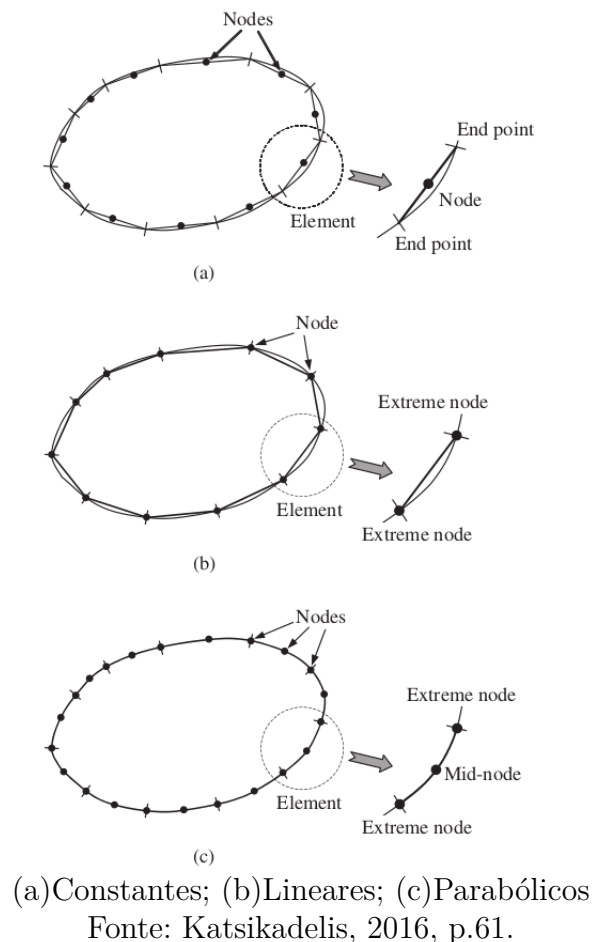 Nodes
End point
Node
Element
End point
(a)
Node
Extreme node
Element
Extreme node
(b)
Nodes
Extreme node
Mid-node
Element
Extreme node
(c)
(a)Constantes; (b)Lineares; (c)Parabólicos
Fonte: Katsikadelis, 2016, p.61.